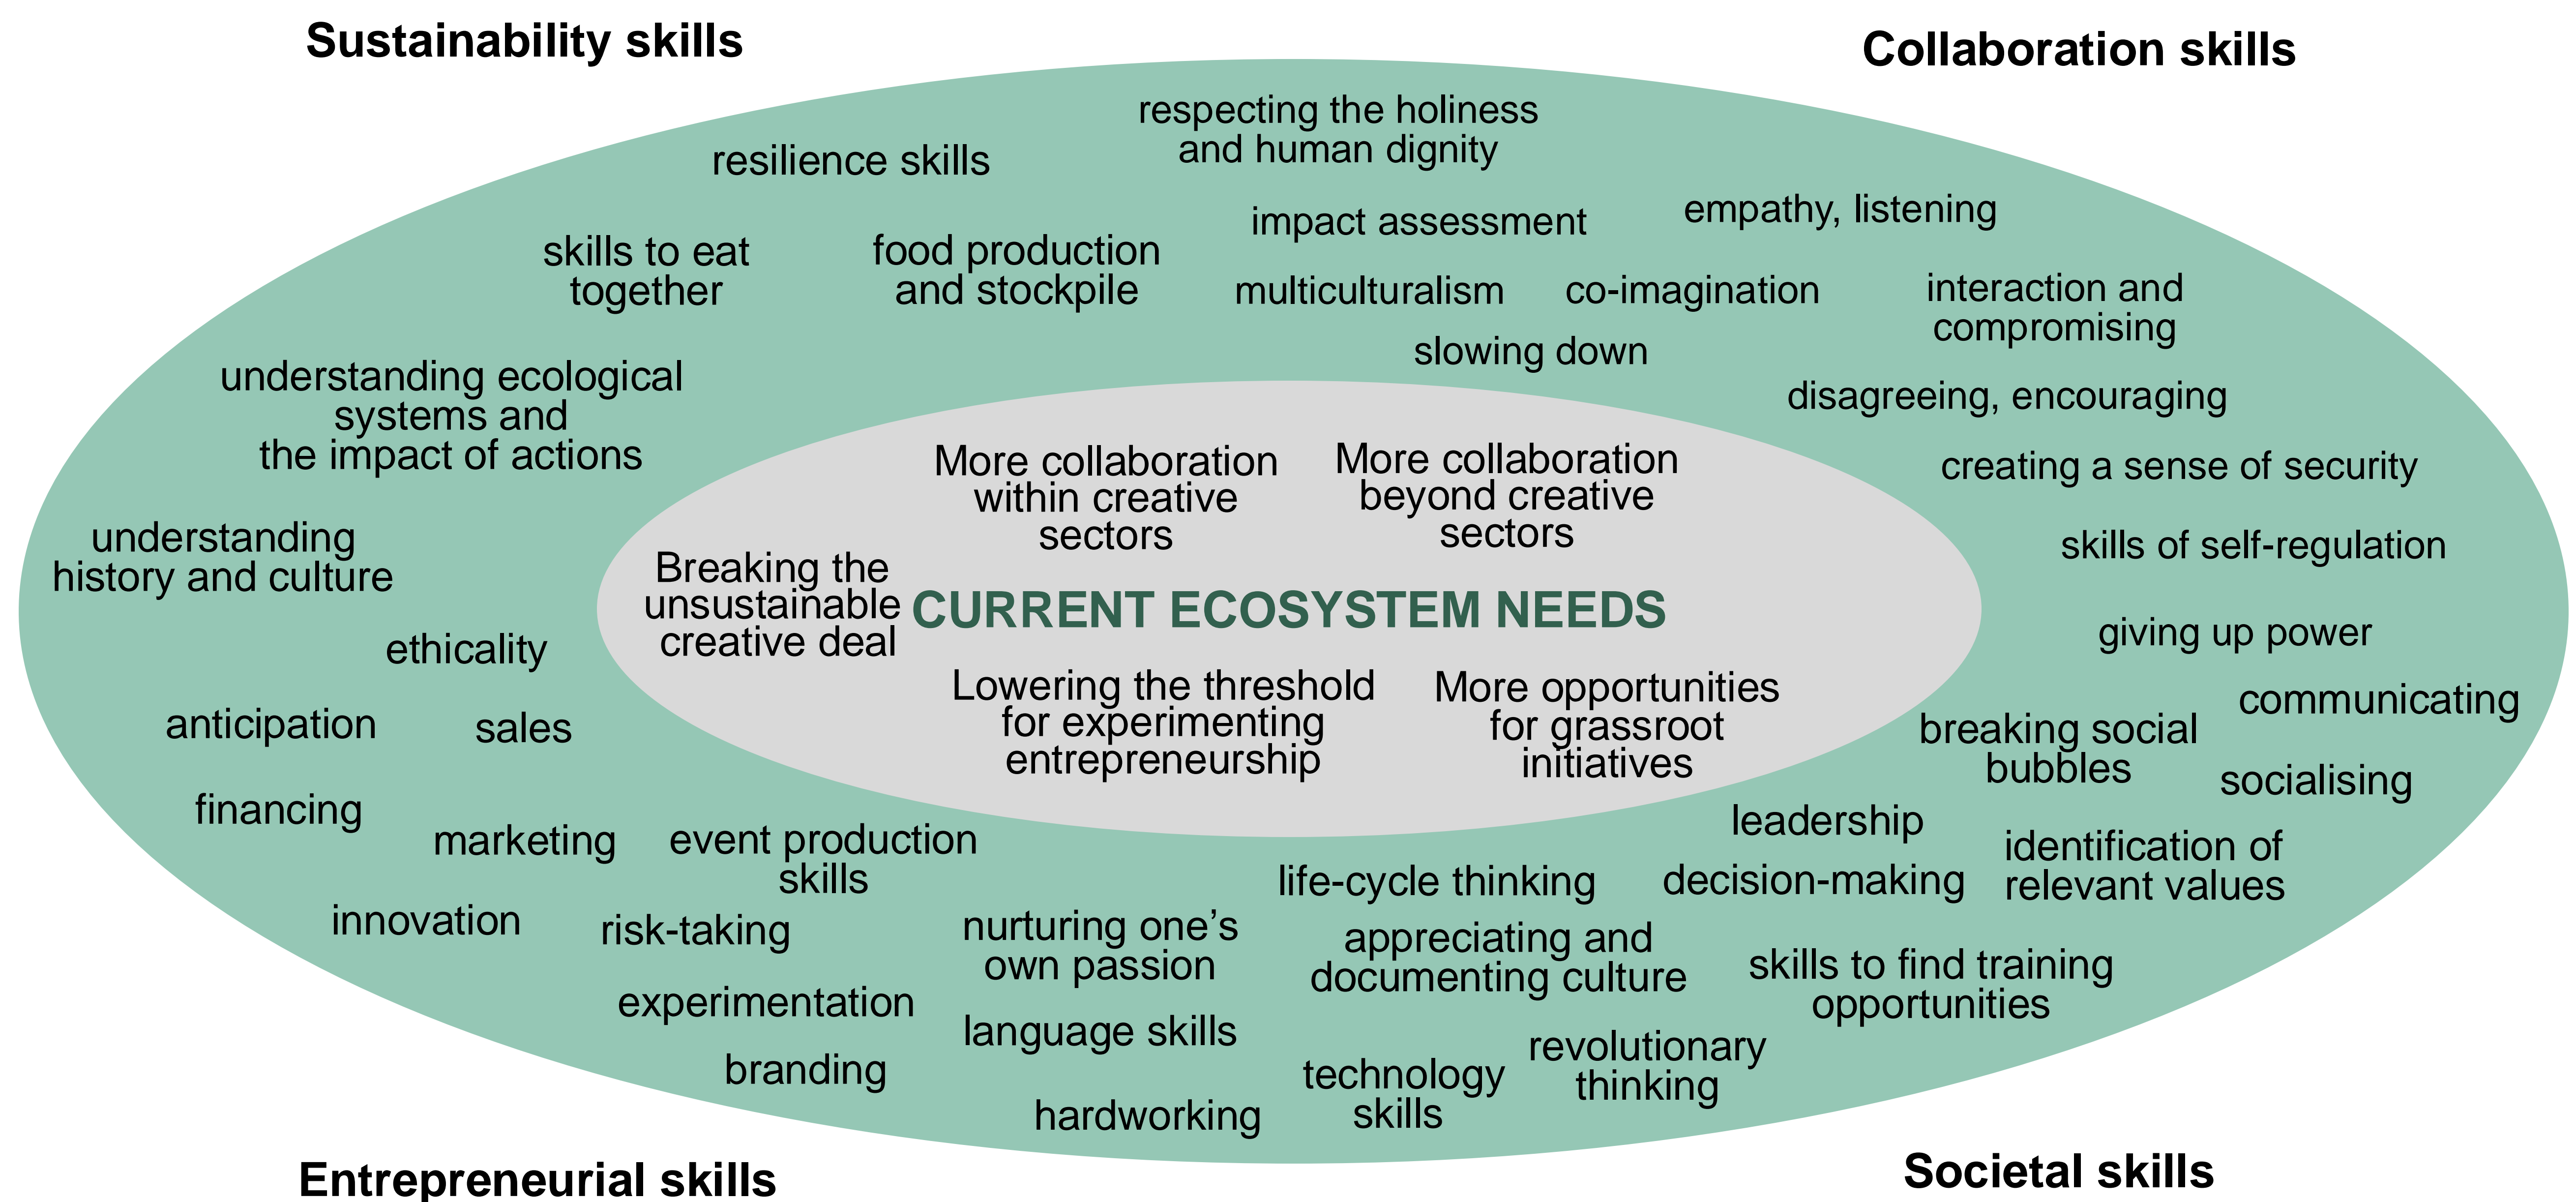 Sustainability skills
Collaboration skills
respecting the holiness
and human dignity
resilience skills
impact assessment
empathy, listening
skills to eat
together
food production
and stockpile
multiculturalism
co-imagination
interaction and
compromising
slowing down
understanding ecological
systems and
the impact of actions
disagreeing, encouraging
More collaboration
within creative
sectors
More collaboration
beyond creative
sectors
creating a sense of security
understanding
history and culture
skills of self-regulation
Breaking the
unsustainable
creative deal
CURRENT ECOSYSTEM NEEDS
ethicality
giving up power
Lowering the threshold
for experimenting
entrepreneurship
More opportunities
for grassroot
initiatives
anticipation
sales
communicating
breaking social
bubbles
socialising
financing
marketing
event production
skills
leadership
identification of
relevant values
life-cycle thinking
decision-making
innovation
risk-taking
nurturing one’s
own passion
appreciating and
documenting culture
skills to find training
opportunities
experimentation
language skills
branding
technology
skills
revolutionary
thinking
hardworking
Entrepreneurial skills
Societal skills